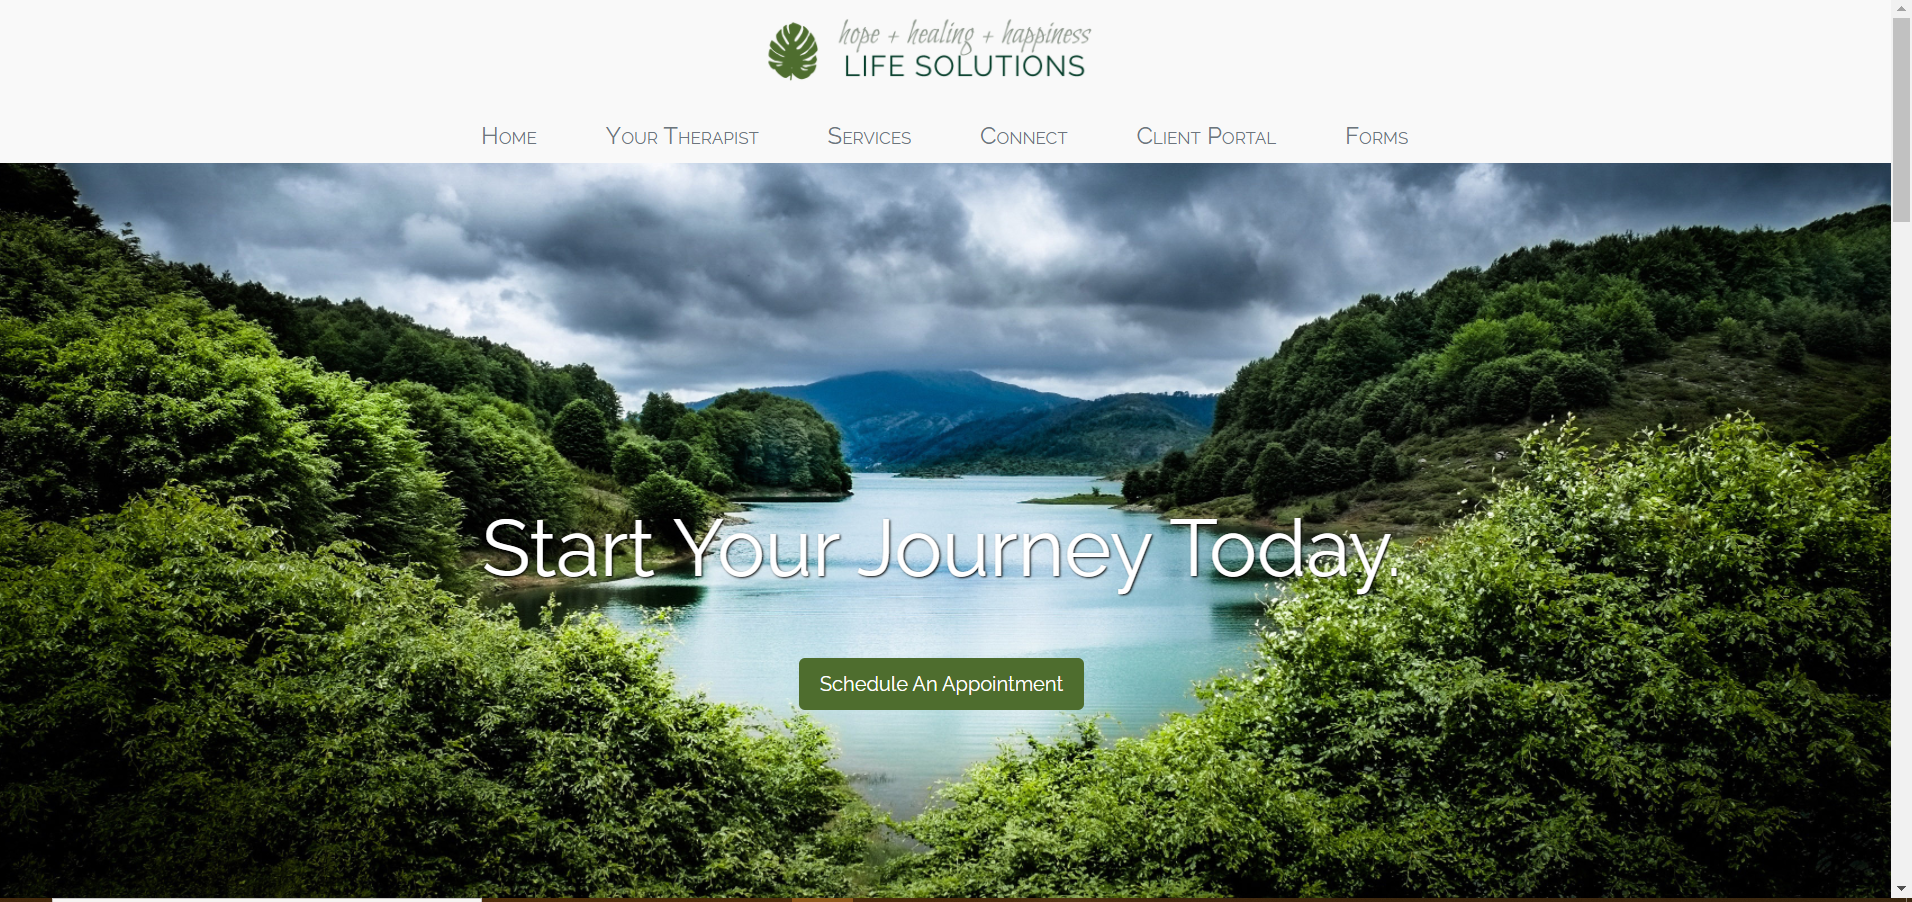 hope + healing + happiness
LIFE SOLUTIONS
Home Your Therapist Services Connect Client Portal Forms
Start Your Journey Today.
Schedule An Appointment